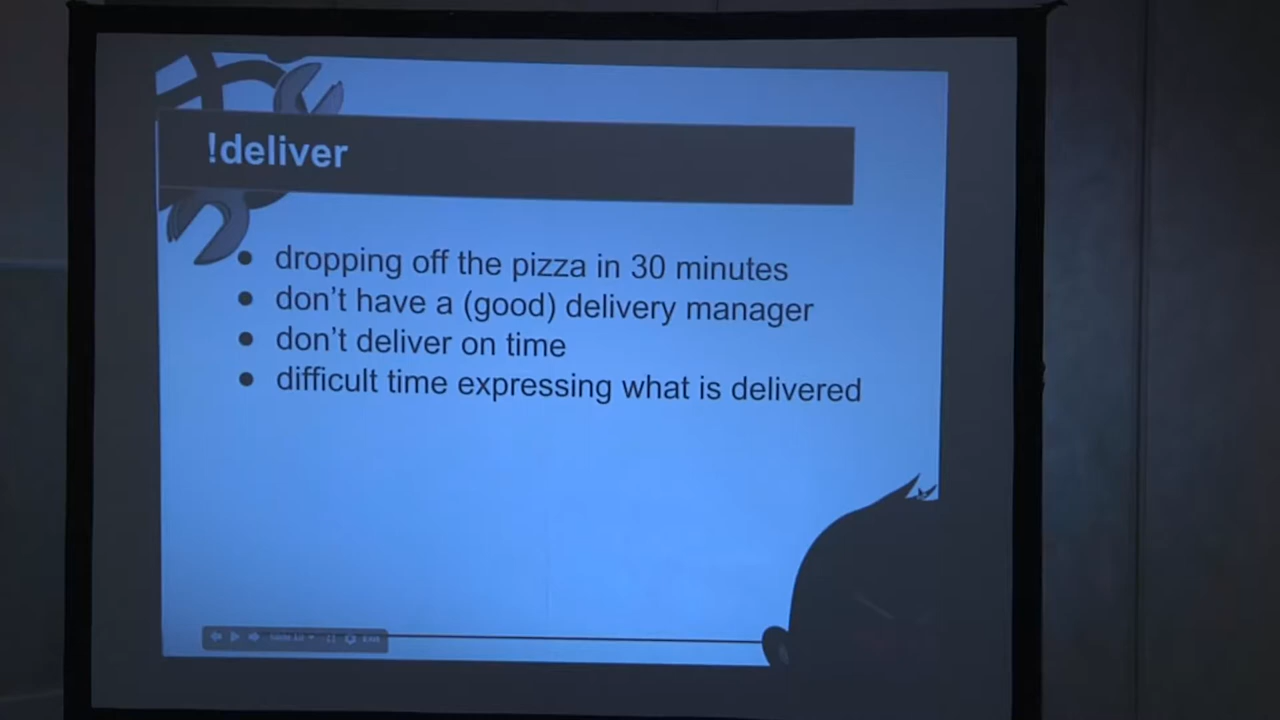 !deliver
dropping off the pizza in 30 minutes
don't have a (good) delivery manager
don't deliver on time
difficult time expressing what is delivered